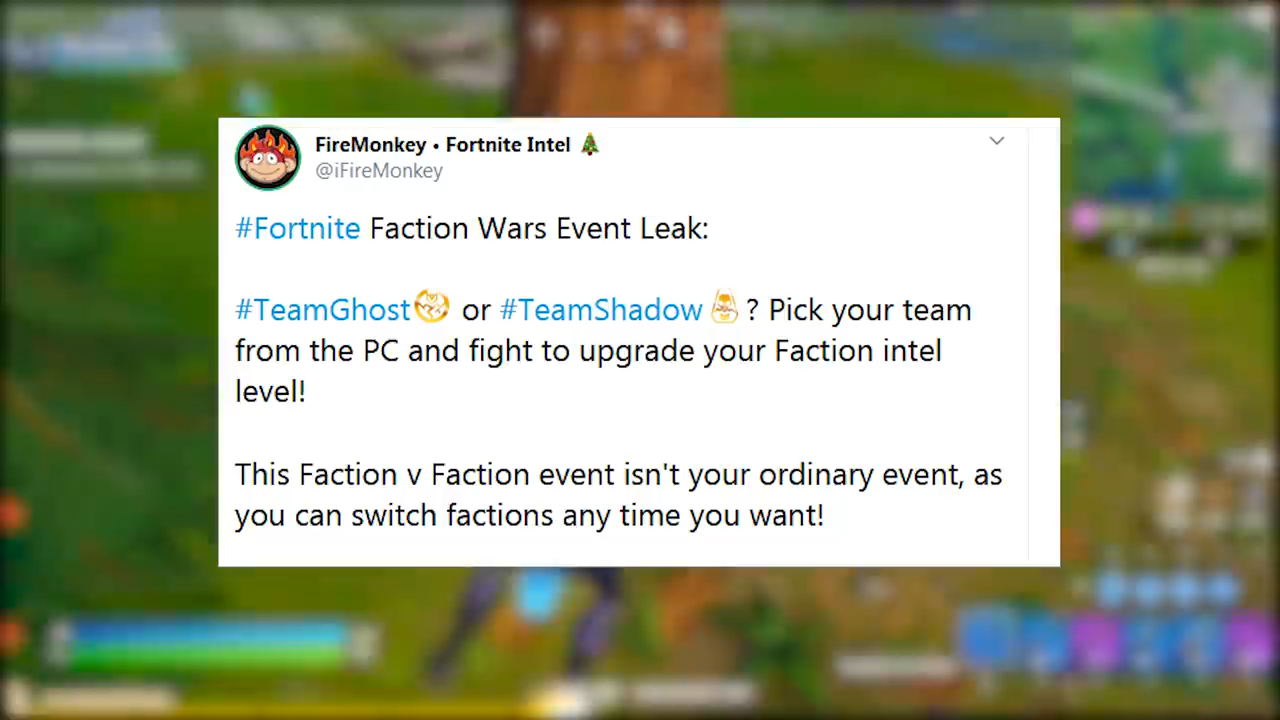 FireMonkey • Fortnite Intel 🎄
@iFireMonkey
#Fortnite Faction Wars Event Leak:
#TeamGhost or #TeamShadow ? Pick your team
from the PC and fight to upgrade your Faction intel
level!
This Faction v Faction event isn't your ordinary event, as
you can switch factions any time you want!